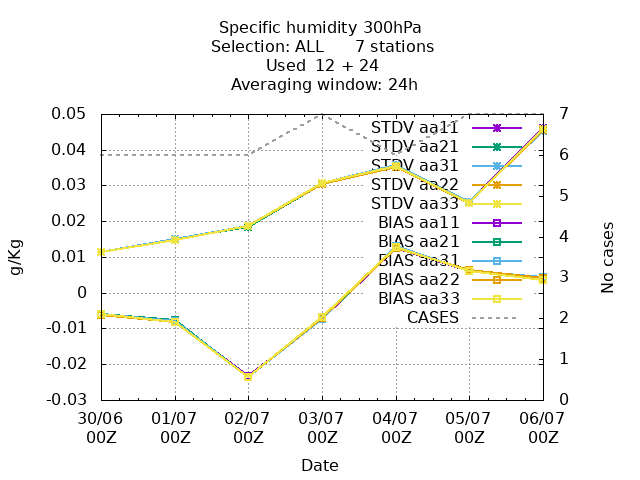 Specific humidity 300hPa
Selection: ALL 7 stations
Used 12 + 24
Averaging window: 24h
0.05
0.04
0.03
0.02
0.01
0
-0.01
-0.02
-0.03
g/Kg
7
6
5
4
3
2
1
0
No cases
STDV aa11
STDV aa21
STDV aa31
STDV aa22
STDV aa33
BIAS aa11
BIAS aa21
BIAS aa31
BIAS aa22
BIAS aa33
CASES
30/06 01/07 02/07 03/07 04/07 05/07 06/07
00Z 00Z 00Z 00Z 00Z 00Z 00Z
Date